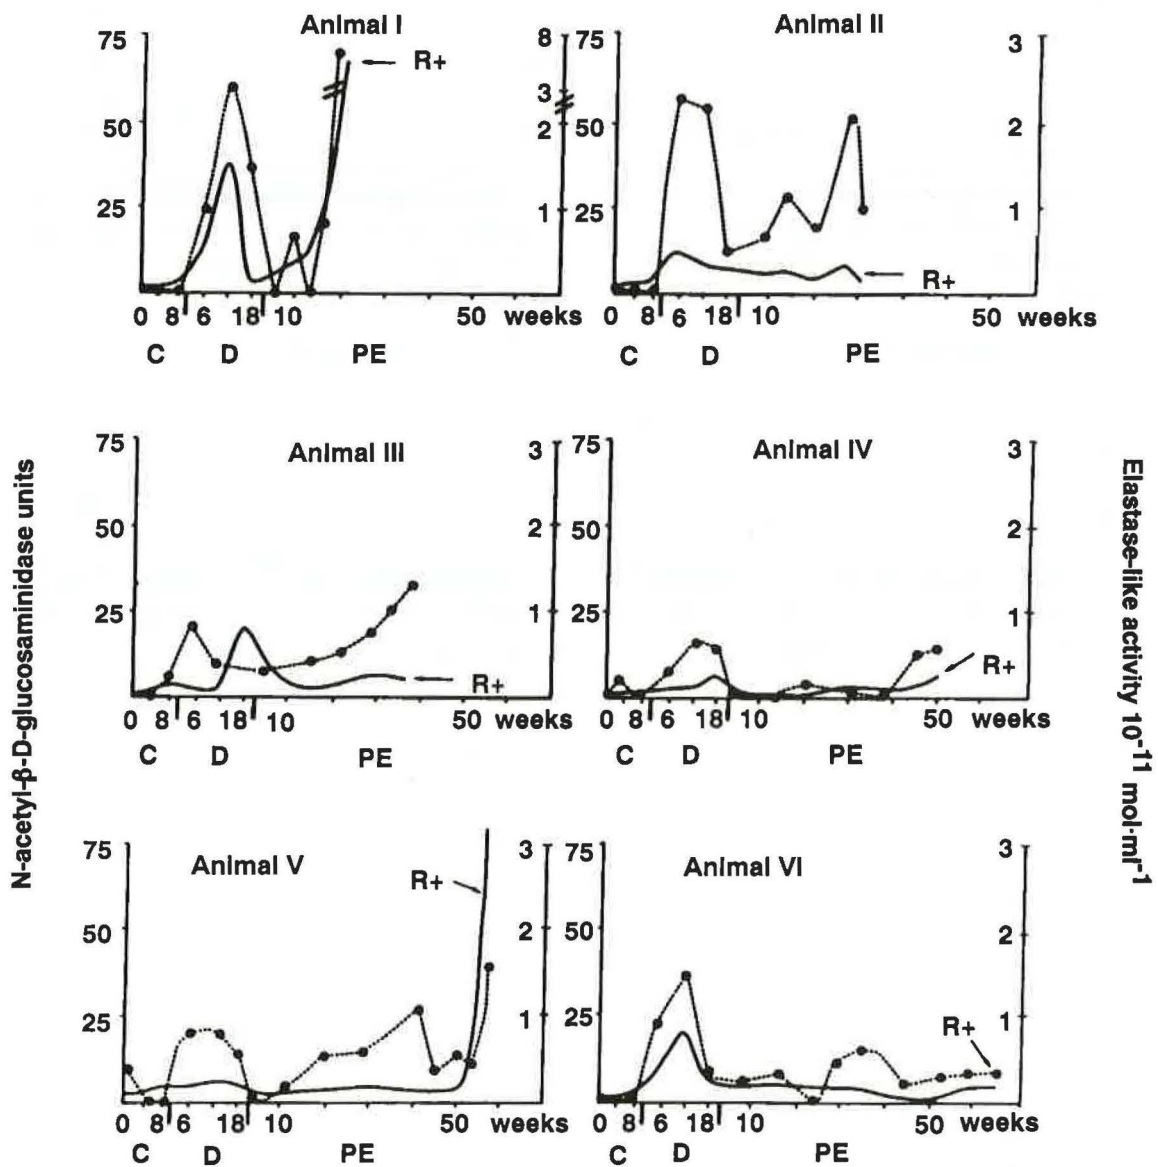 Animal I
75
50
25
8
3
2
1
R+
0 8 6 18 10 50 weeks
C D PE
Animal II
75
50
25
3
2
1
R+
0 8 6 18 10 50 weeks
C D PE
N-acetyl-β-D-glucosaminidase units
Animal III
75
50
25
3
2
1
R+
0 8 6 18 10 50 weeks
C D PE
Animal IV
75
50
25
3
2
1
R+
0 8 6 18 10 50 weeks
C D PE
Elastase-like activity 10⁻¹¹ mol·ml⁻¹
Animal V
75
50
25
3
2
1
R+
0 8 6 18 10 50 weeks
C D PE
Animal VI
75
50
25
3
2
1
R+
0 8 6 18 10 50 weeks
C D PE